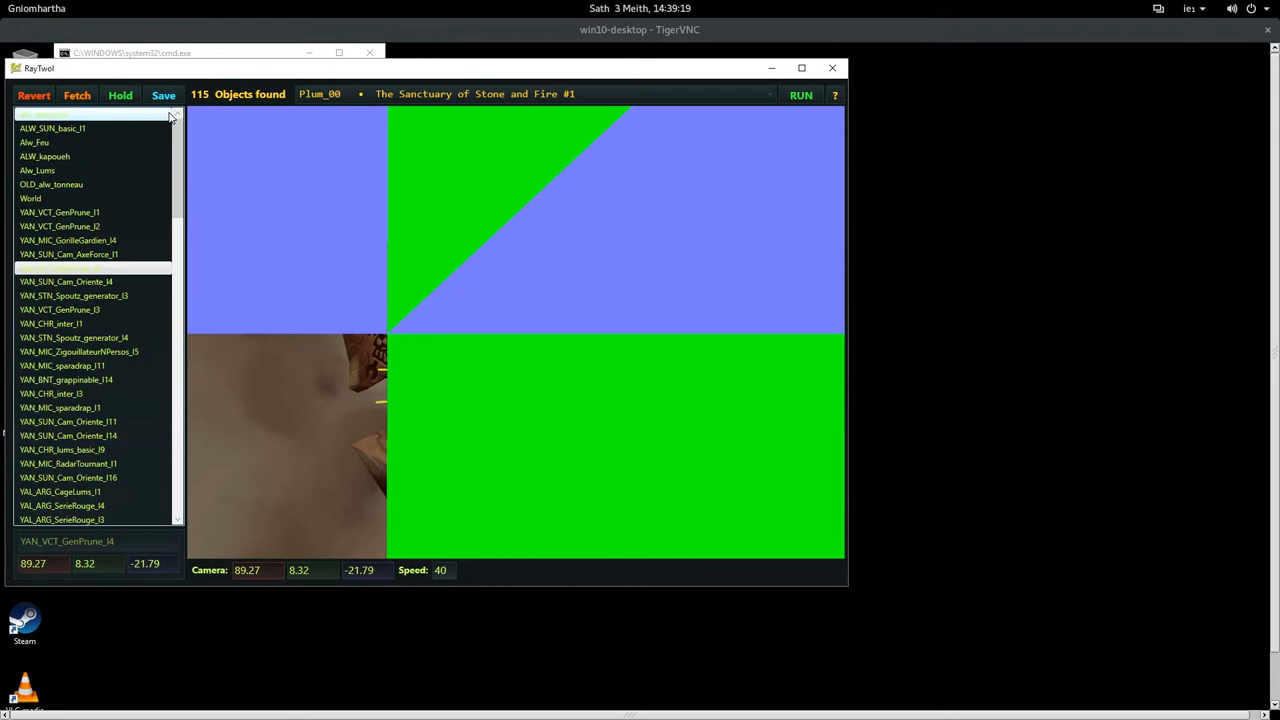 Gnìomhartha
Sath 3 Meith, 14:39:19
ie1
win10-desktop - TigerVNC
C:\WINDOWS\system32\cmd.exe
RayTwol
Revert Fetch Hold Save
115 Objects found
Plum_00 • The Sanctuary of Stone and Fire #1
RUN
?
ALW_SUN_basic_I1
Alw_Feu
ALW_kapoueh
Alw_Lums
OLD_alw_tonneau
World
YAN_VCT_GenPrune_I1
YAN_VCT_GenPrune_I2
YAN_MIC_GorilleGardien_I4
YAN_SUN_Cam_AxeForce_I1
YAN_SUN_Cam_Oriente_I4
YAN_STN_Spoutz_generator_I3
YAN_VCT_GenPrune_I3
YAN_CHR_inter_I1
YAN_STN_Spoutz_generator_I4
YAN_MIC_ZigouillateurNPersos_I5
YAN_MIC_sparadrap_I11
YAN_BNT_grappinable_I14
YAN_CHR_inter_I3
YAN_MIC_sparadrap_I1
YAN_SUN_Cam_Oriente_I11
YAN_SUN_Cam_Oriente_I14
YAN_CHR_lums_basic_I9
YAN_MIC_RadarTournant_I1
YAN_SUN_Cam_Oriente_I16
YAL_ARG_CageLums_I1
YAL_ARG_SerieRouge_I4
YAL_ARG_SerieRouge_I3
YAN_VCT_GenPrune_I4
89.27 8.32 -21.79
Camera: 89.27 8.32 -21.79 Speed: 40
Steam